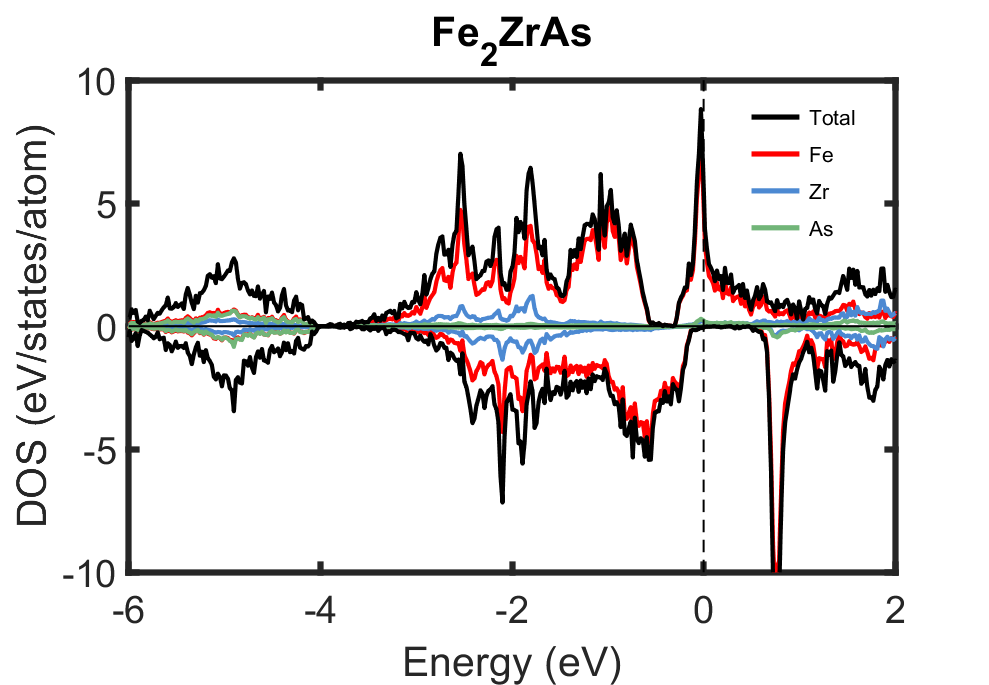 Fe₂ZrAs
10
5
0
-5
-10
DOS (eV/states/atom)
Total
Fe
Zr
As
-6 -4 -2 0 2
Energy (eV)